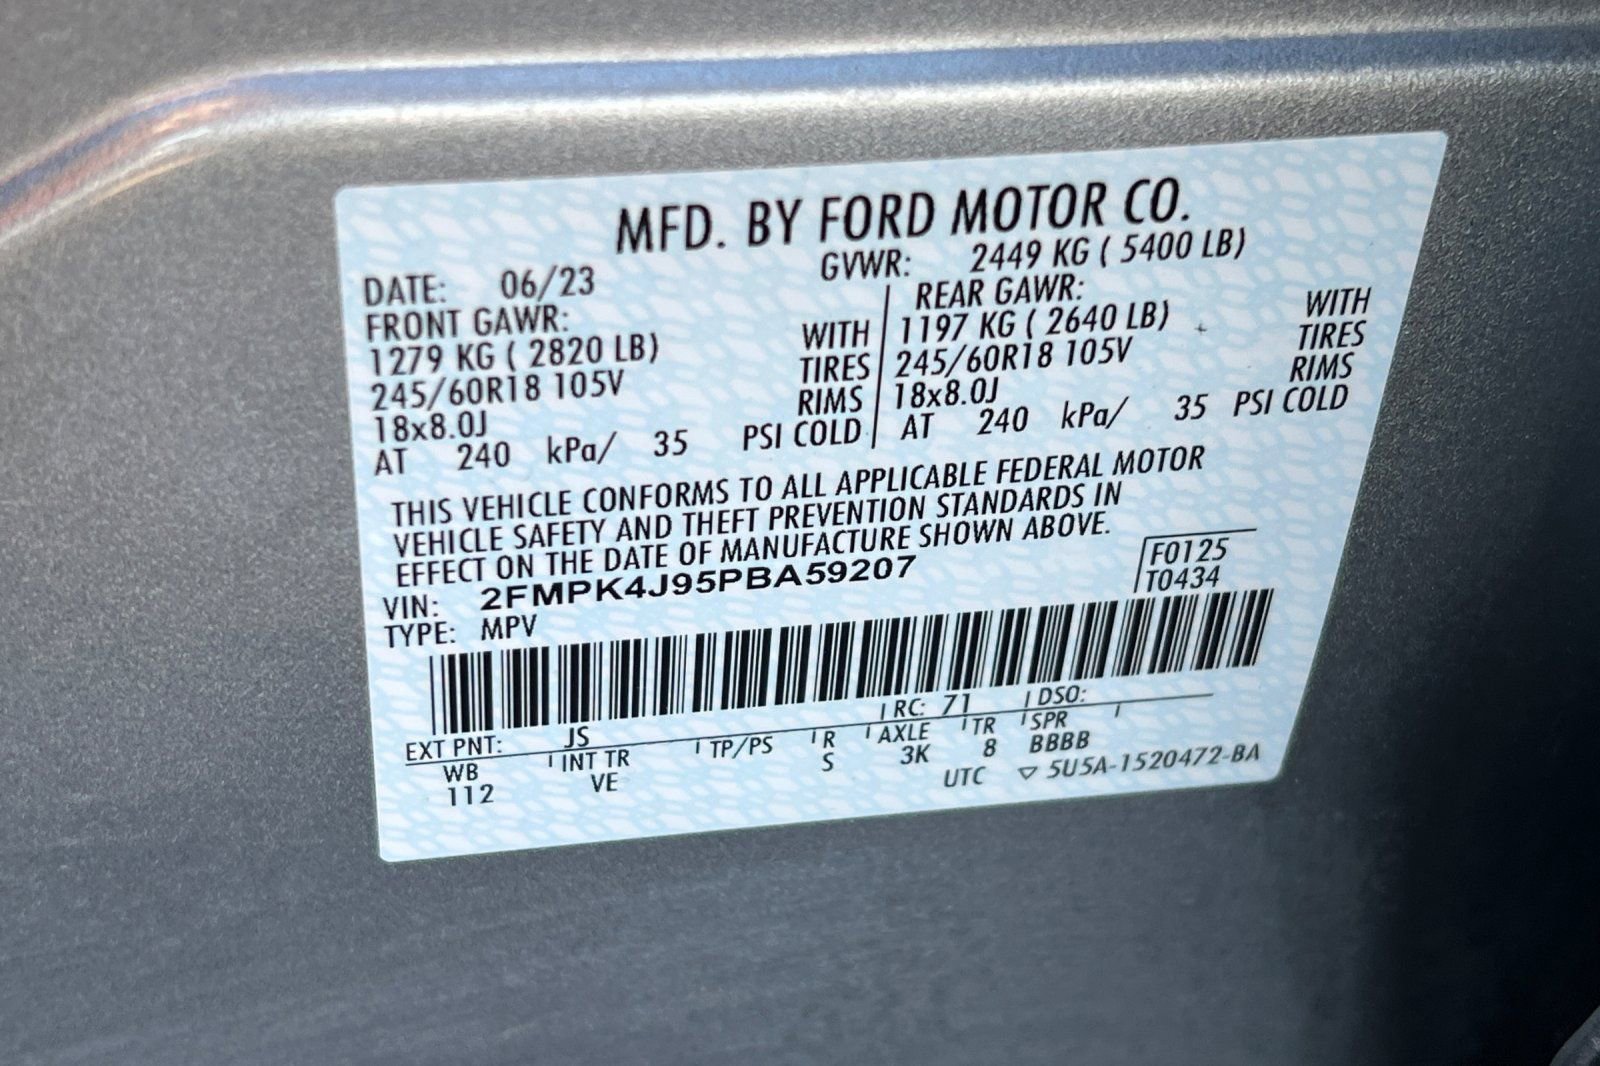 MFD. BY FORD MOTOR CO.
DATE: 06/23 GVWR: 2449 KG ( 5400 LB)
FRONT GAWR: REAR GAWR:
1279 KG ( 2820 LB) WITH 1197 KG ( 2640 LB) WITH
245/60R18 105V TIRES 245/60R18 105V TIRES
18x8.0J RIMS 18x8.0J RIMS
AT 240 kPa/ 35 PSI COLD AT 240 kPa/ 35 PSI COLD
THIS VEHICLE CONFORMS TO ALL APPLICABLE FEDERAL MOTOR
VEHICLE SAFETY AND THEFT PREVENTION STANDARDS IN
EFFECT ON THE DATE OF MANUFACTURE SHOWN ABOVE.
VIN: 2FMPK4J95PBA59207 F0125
TYPE: MPV T0434
EXT PNT: JS RC: 71 DSO:
WB INT TR TP/PS R AXLE TR SPR
112 VE S 3K 8 BBBB
UTC ▽ 5U5A-1520472-BA